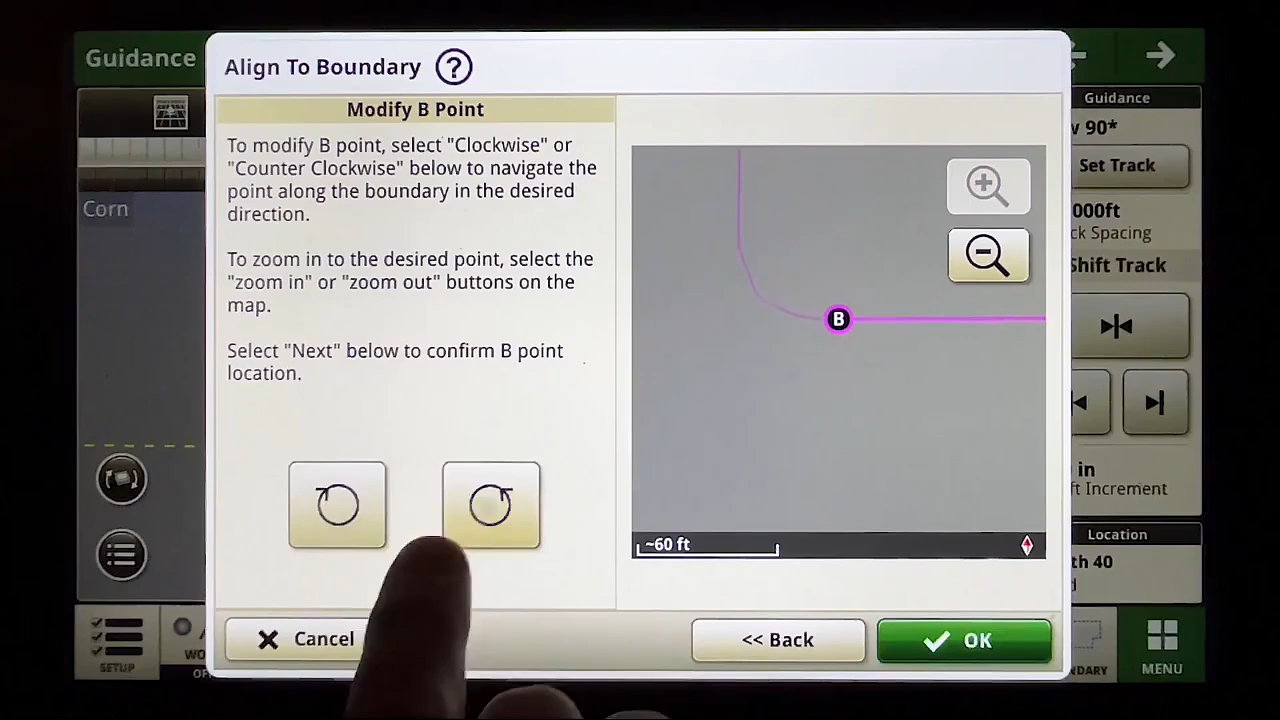 Guidance
Align To Boundary ?
Modify B Point
To modify B point, select "Clockwise" or
"Counter Clockwise" below to navigate the
point along the boundary in the desired
direction.
To zoom in to the desired point, select the
"zoom in" or "zoom out" buttons on the
map.
Select "Next" below to confirm B point
location.
B
~60 ft
Cancel
<< Back
OK
Corn
SETUP
Guidance
90*
Set Track
000ft
ck Spacing
Shift Track
in
ft Increment
Location
th 40
NDARY
MENU